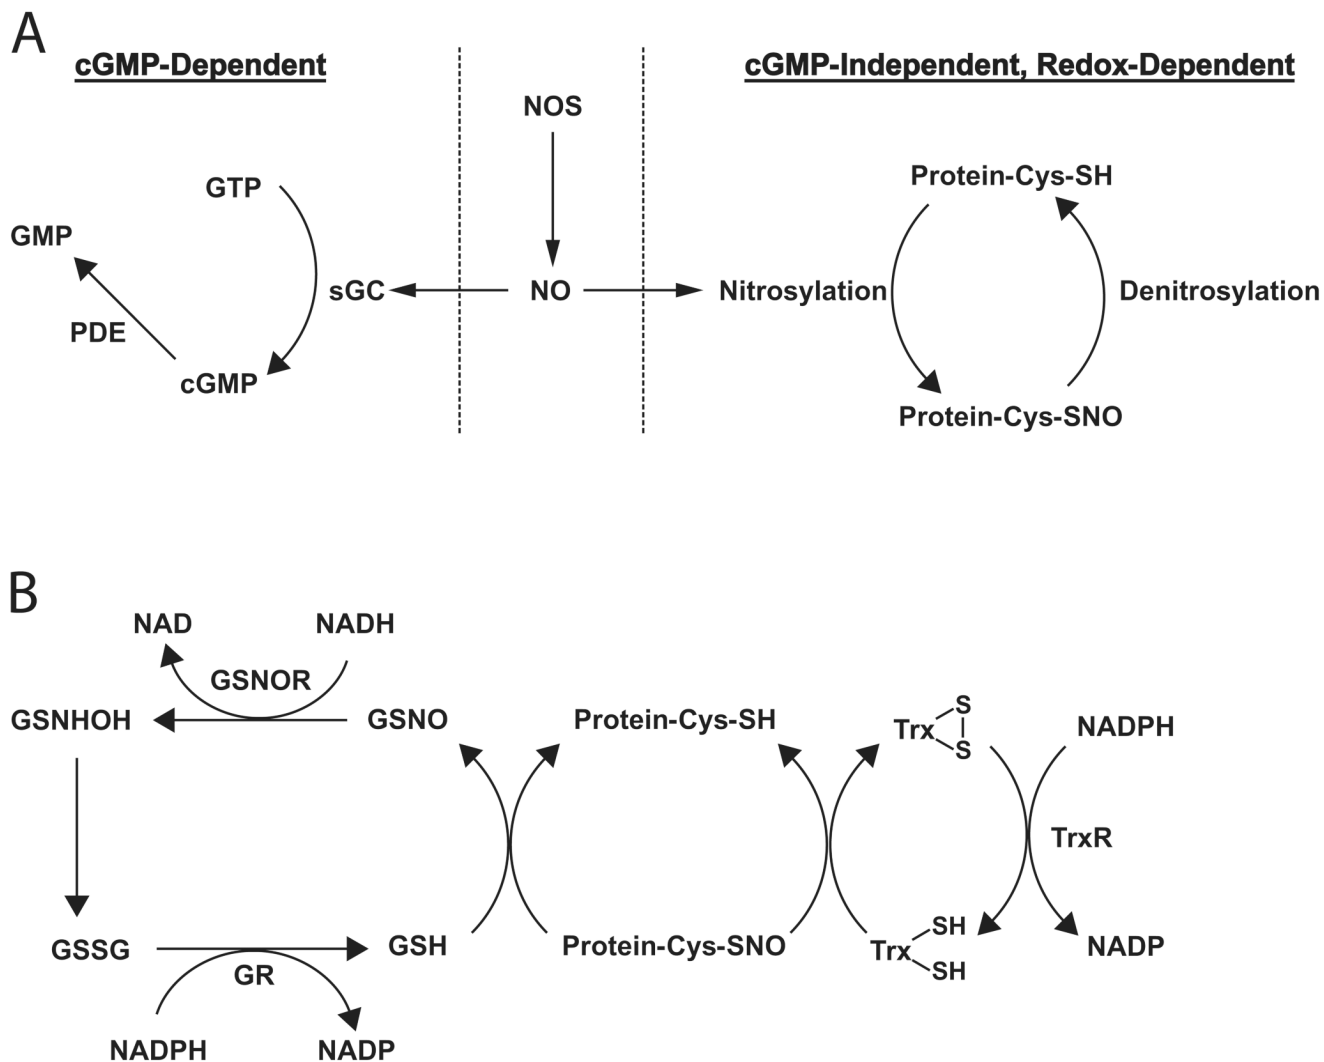 A
cGMP-Dependent
cGMP-Independent, Redox-Dependent
NOS
GTP
Protein-Cys-SH
GMP
sGC
NO
Nitrosylation
Denitrosylation
PDE
cGMP
Protein-Cys-SNO
B
NAD
NADH
GSNOR
GSNHOH
GSNO
Protein-Cys-SH
Trx
S
S
NADPH
TrxR
GSSG
GSH
Protein-Cys-SNO
Trx
SH
SH
NADP
GR
NADPH
NADP